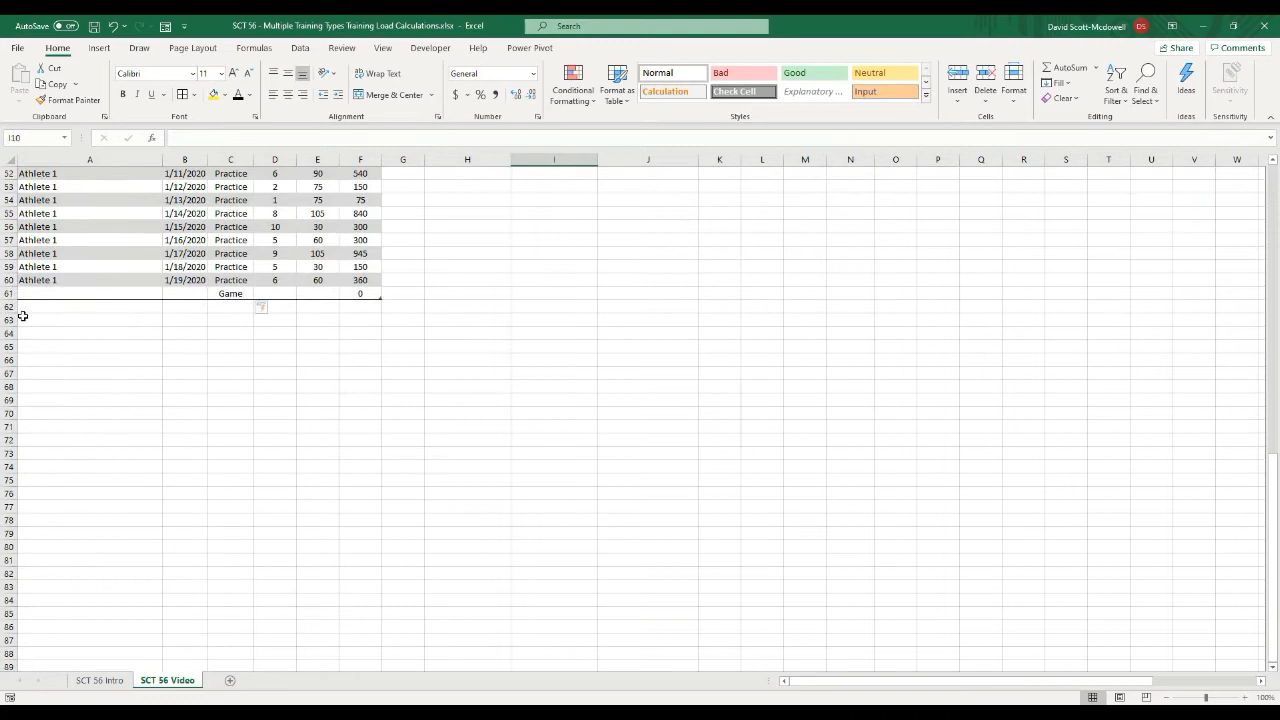 AutoSave Off SCT 56 - Multiple Training Types Training Load Calculations.xlsx - Excel Search David Scott-Mcdowell DS
File Home Insert Draw Page Layout Formulas Data Review View Developer Help Power Pivot Share Comments
Paste Cut Copy Format Painter
Calibri 11 General
Wrap Text
Merge & Center
B I U $ %
Conditional Formatting Format as Table
Normal Bad Good Neutral
Calculation Check Cell Explanatory ... Input
Insert Delete Format
AutoSum Fill Clear
Sort & Filter Find & Select Ideas Sensitivity
Clipboard Font Alignment Number Styles Cells Editing Ideas Sensitivity
I10 fx
A B C D E F G H I J K L M N O P Q R S T U V W
52 Athlete 1 1/11/2020 Practice 6 90 540
53 Athlete 1 1/12/2020 Practice 2 75 150
54 Athlete 1 1/13/2020 Practice 1 75 75
55 Athlete 1 1/14/2020 Practice 8 105 840
56 Athlete 1 1/15/2020 Practice 10 30 300
57 Athlete 1 1/16/2020 Practice 5 60 300
58 Athlete 1 1/17/2020 Practice 9 105 945
59 Athlete 1 1/18/2020 Practice 5 30 150
60 Athlete 1 1/19/2020 Practice 6 60 360
61 Game 0
62
63
64
65
66
67
68
69
70
71
72
73
74
75
76
77
78
79
80
81
82
83
84
85
86
87
88
89
SCT 56 Intro SCT 56 Video
100%